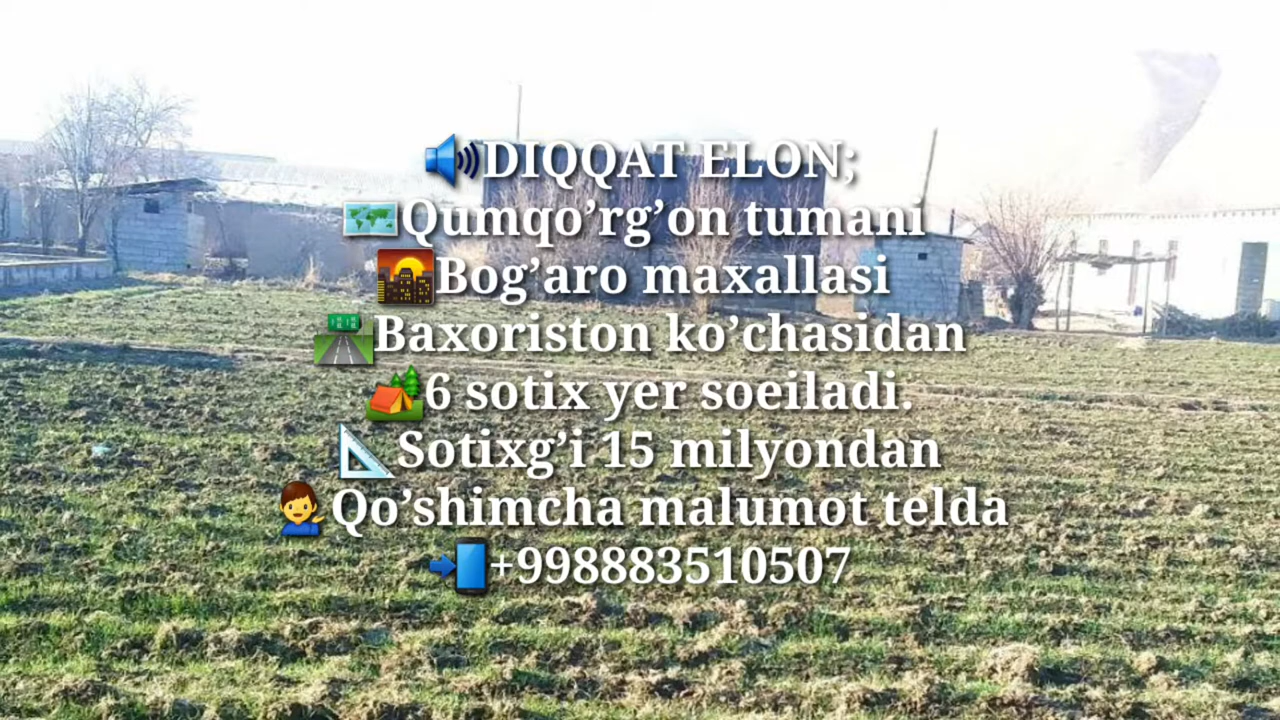 🔊DIQQAT ELON;
🗺️Qumqo’rg’on tumani
🌇Bog’aro maxallasi
🛣️Baxoriston ko’chasidan
🏕️6 sotix yer soeiladi.
📐Sotixg’i 15 milyondan
💁‍♂️Qo’shimcha malumot telda
📲+998883510507